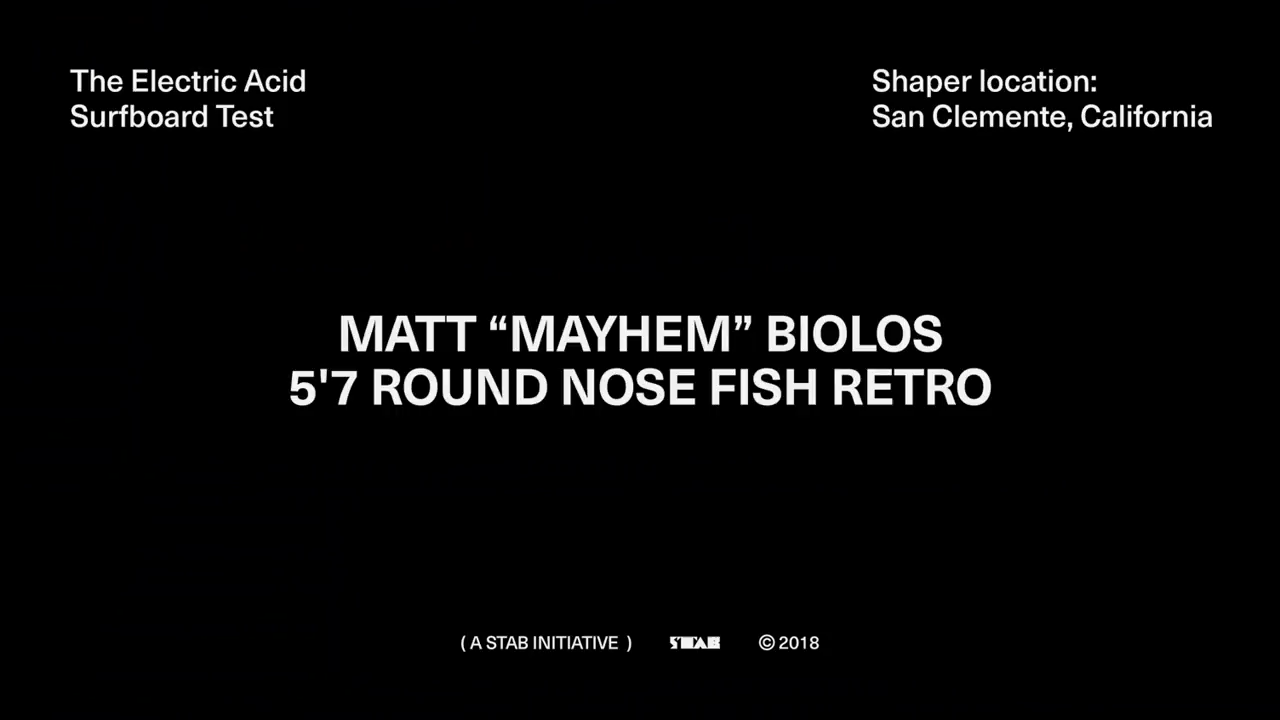 The Electric Acid
Surfboard Test
Shaper location:
San Clemente, California
MATT “MAYHEM” BIOLOS
5'7 ROUND NOSE FISH RETRO
( A STAB INITIATIVE ) STAB © 2018